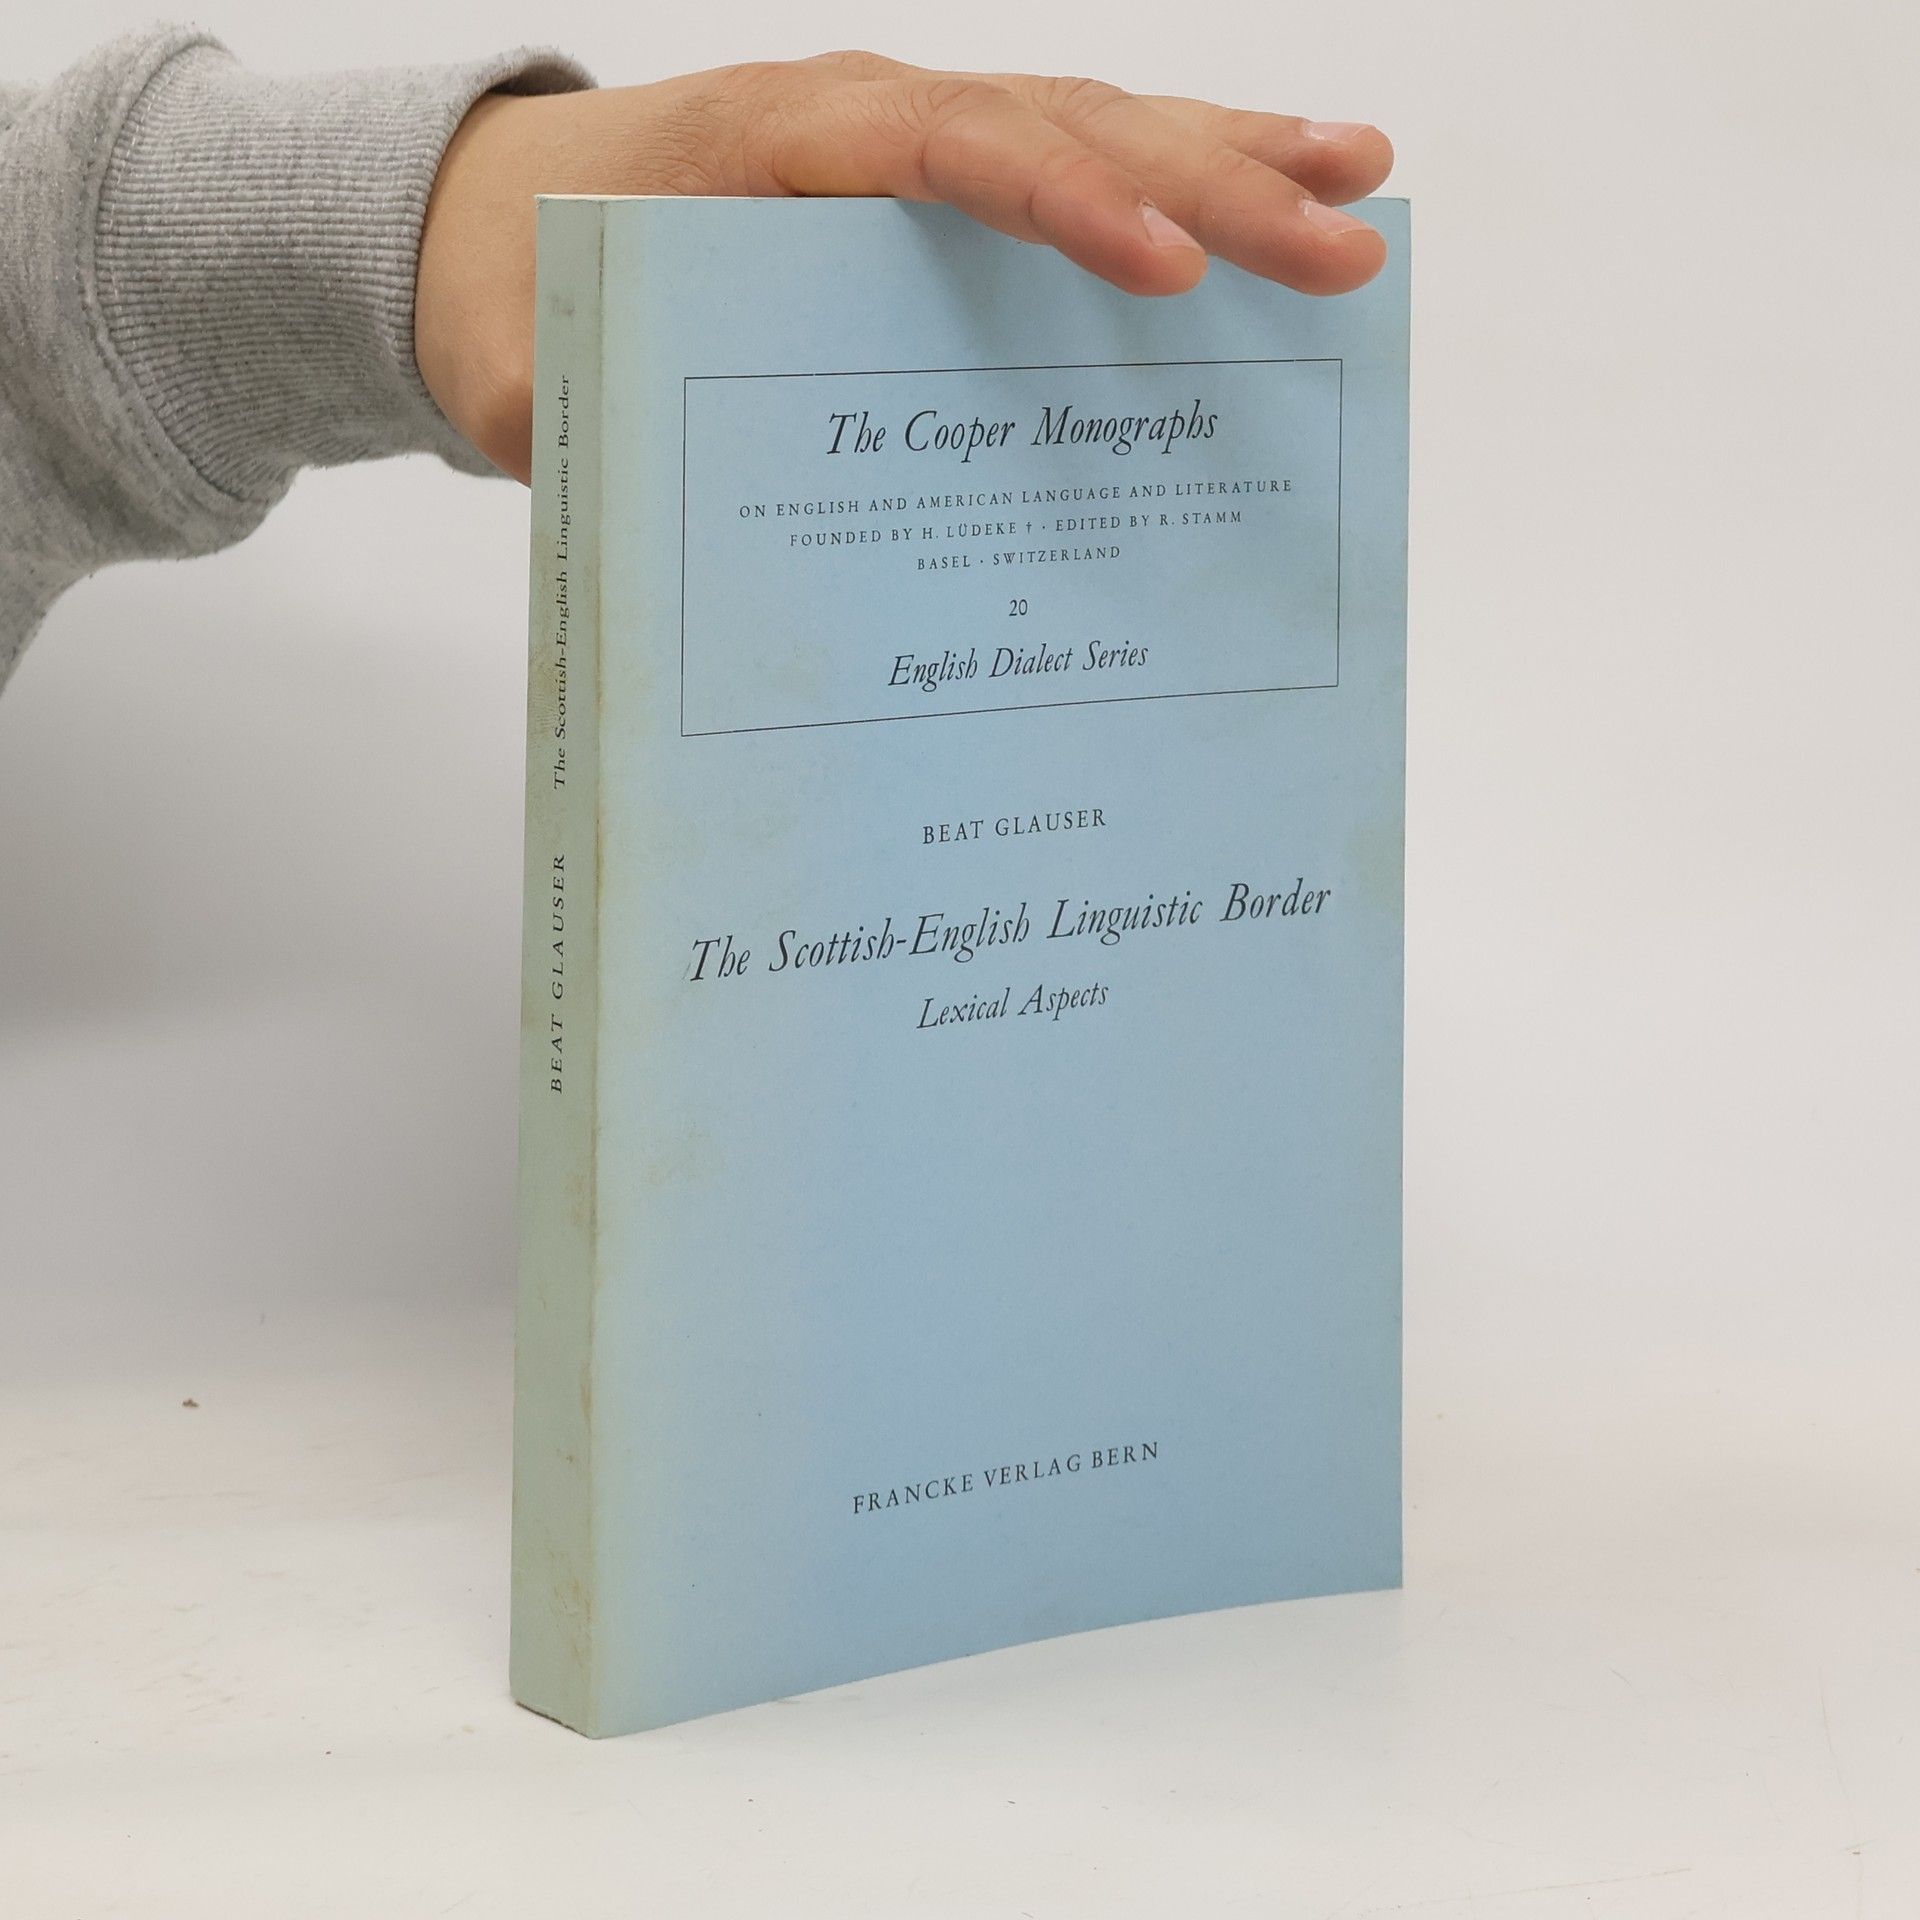 BEAT GLAUSER The Scottish-English Linguistic Border
The Cooper Monographs
ON ENGLISH AND AMERICAN LANGUAGE AND LITERATURE
FOUNDED BY H. LÜDEKE † · EDITED BY R. STAMM
BASEL · SWITZERLAND
20
English Dialect Series
BEAT GLAUSER
The Scottish-English Linguistic Border
Lexical Aspects
FRANCKE VERLAG BERN